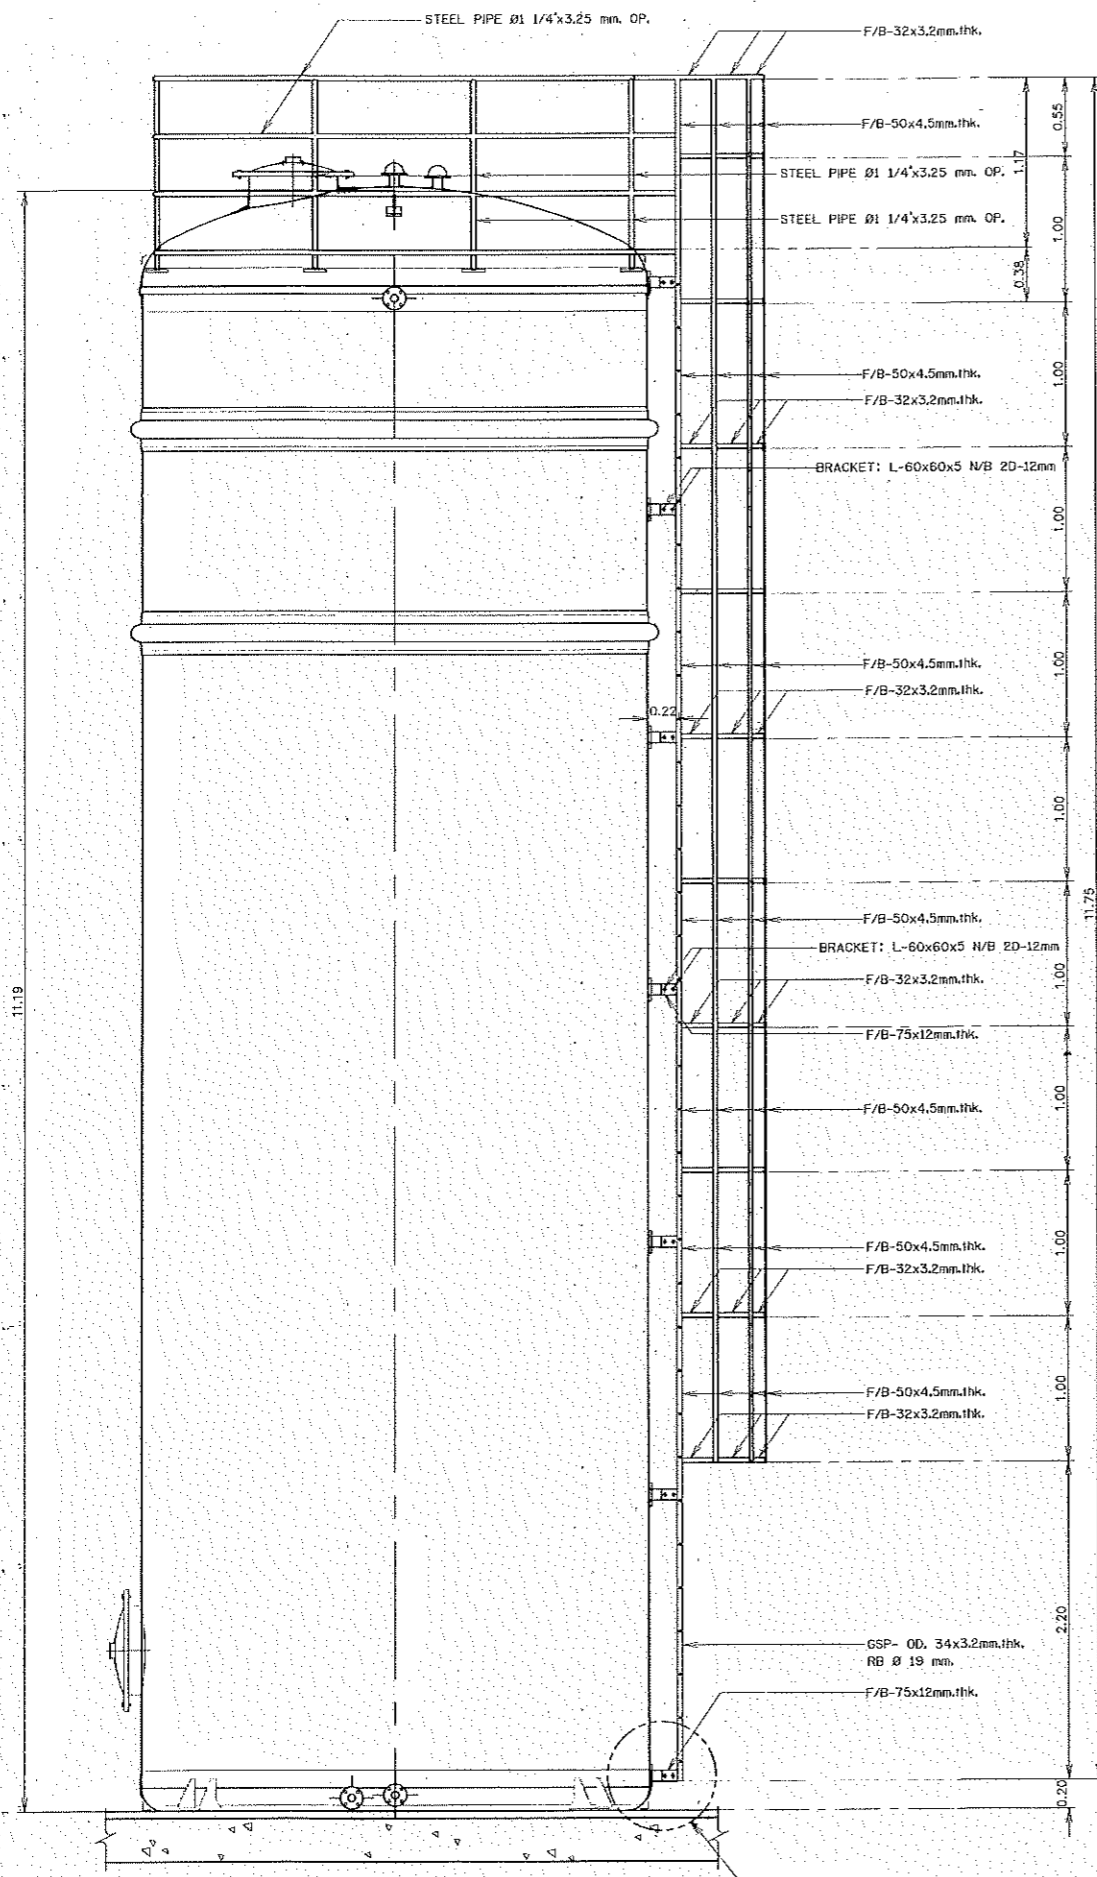 STEEL PIPE Ø1 1/4"x3.25 mm. OP.
F/B-32x3.2mm.thk.
F/B-50x4.5mm.thk.
0.55
1.17
STEEL PIPE Ø1 1/4"x3.25 mm. OP.
STEEL PIPE Ø1 1/4"x3.25 mm. OP.
1.00
0.38
F/B-50x4.5mm.thk.
1.00
F/B-32x3.2mm.thk.
BRACKET: L-60x60x5 N/B 2D-12mm
1.00
F/B-50x4.5mm.thk.
1.00
F/B-32x3.2mm.thk.
0.22
1.00
11.75
F/B-50x4.5mm.thk.
BRACKET: L-60x60x5 N/B 2D-12mm
F/B-32x3.2mm.thk.
1.00
11.19
F/B-75x12mm.thk.
F/B-50x4.5mm.thk.
1.00
F/B-50x4.5mm.thk.
1.00
F/B-32x3.2mm.thk.
F/B-50x4.5mm.thk.
1.00
F/B-32x3.2mm.thk.
2.20
GSP- OD. 34x3.2mm.thk.
RB Ø 19 mm.
F/B-75x12mm.thk.
0.20